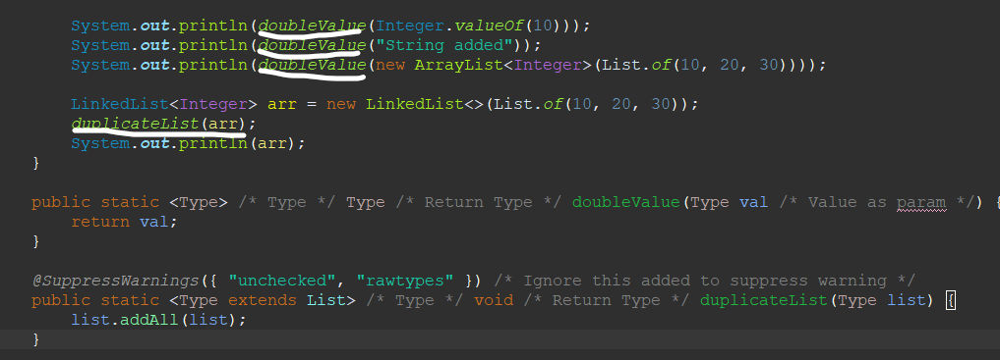 System.out.println(doubleValue(Integer.valueOf(10)));
System.out.println(doubleValue("String added"));
System.out.println(doubleValue(new ArrayList<Integer>(List.of(10, 20, 30))));
LinkedList<Integer> arr = new LinkedList<>(List.of(10, 20, 30));
duplicateList(arr);
System.out.println(arr);
}
public static <Type> /* Type */ Type /* Return Type */ doubleValue(Type val /* Value as param */) {
return val;
}
@SuppressWarnings({ "unchecked", "rawtypes" }) /* Ignore this added to suppress warning */
public static <Type extends List> /* Type */ void /* Return Type */ duplicateList(Type list) {
list.addAll(list);
}